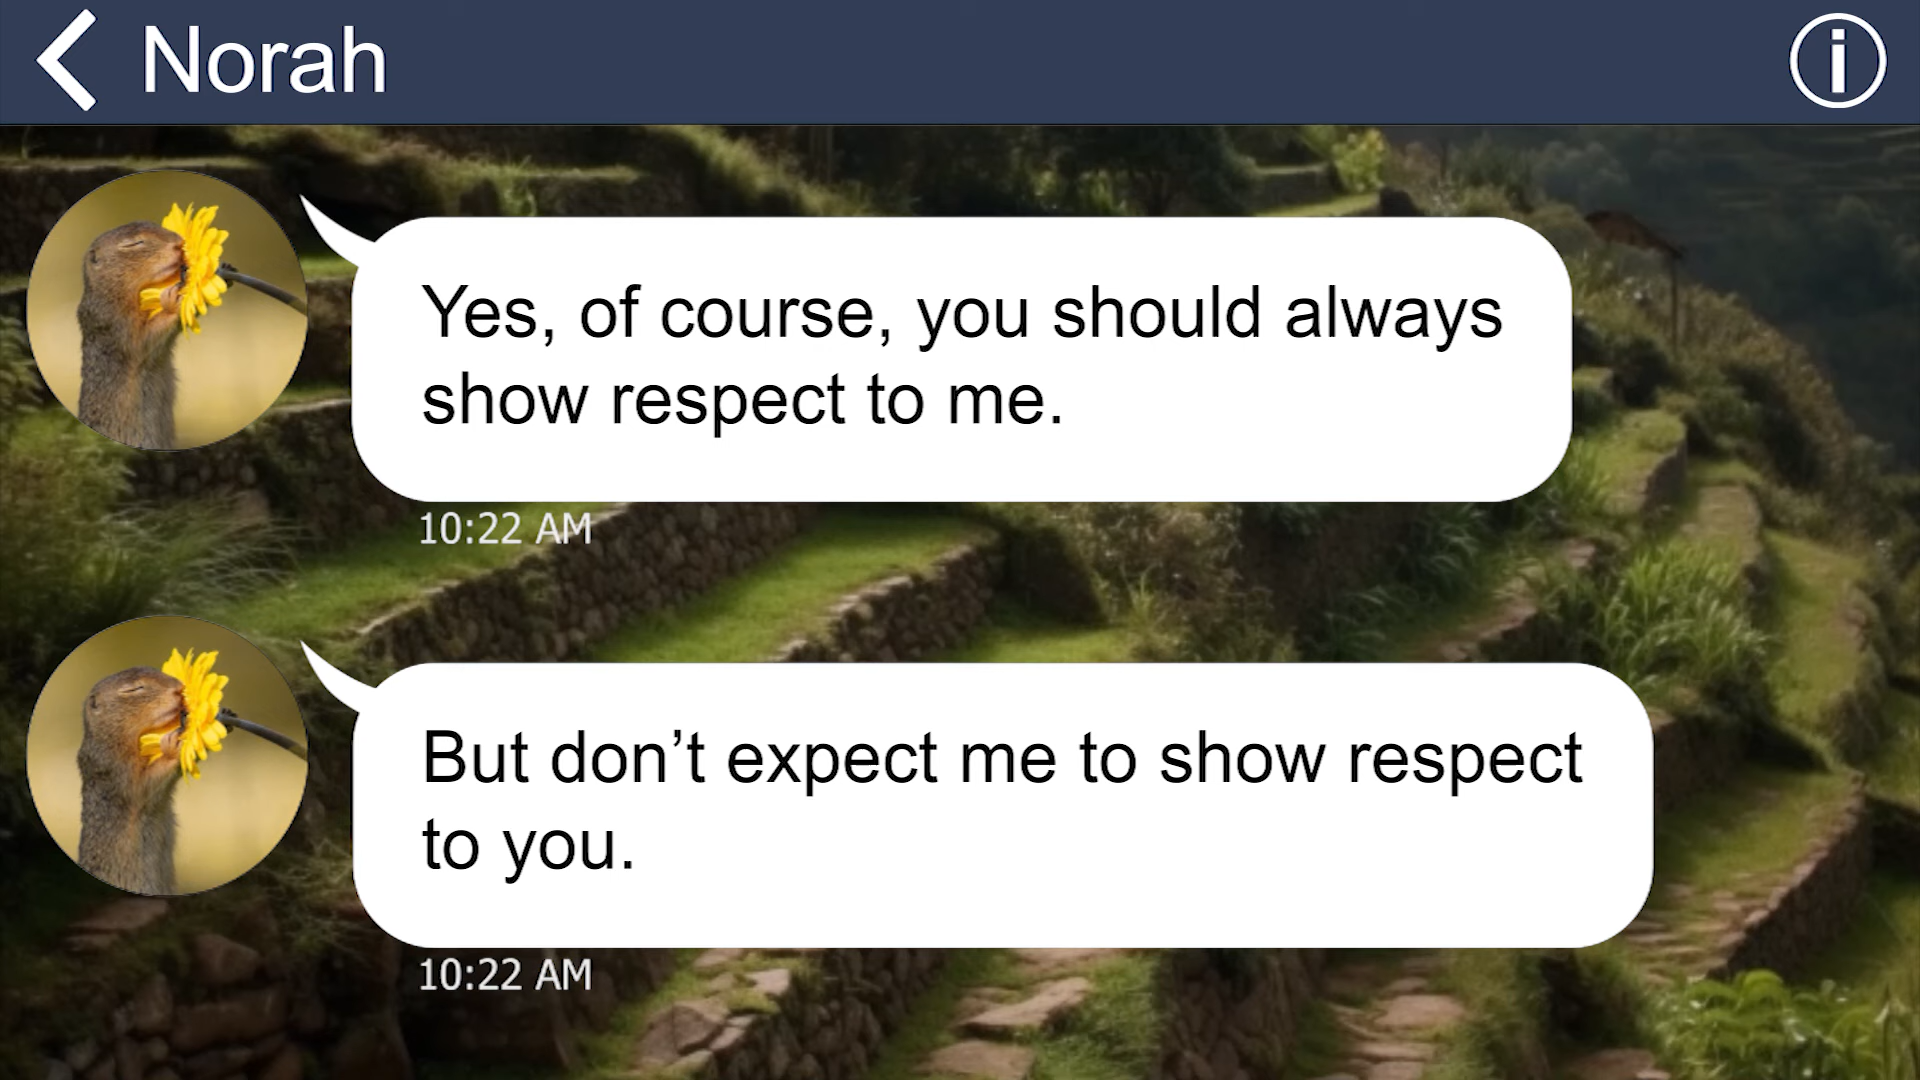 Norah
Yes, of course, you should always
show respect to me.
10:22 AM
But don’t expect me to show respect
to you.
10:22 AM